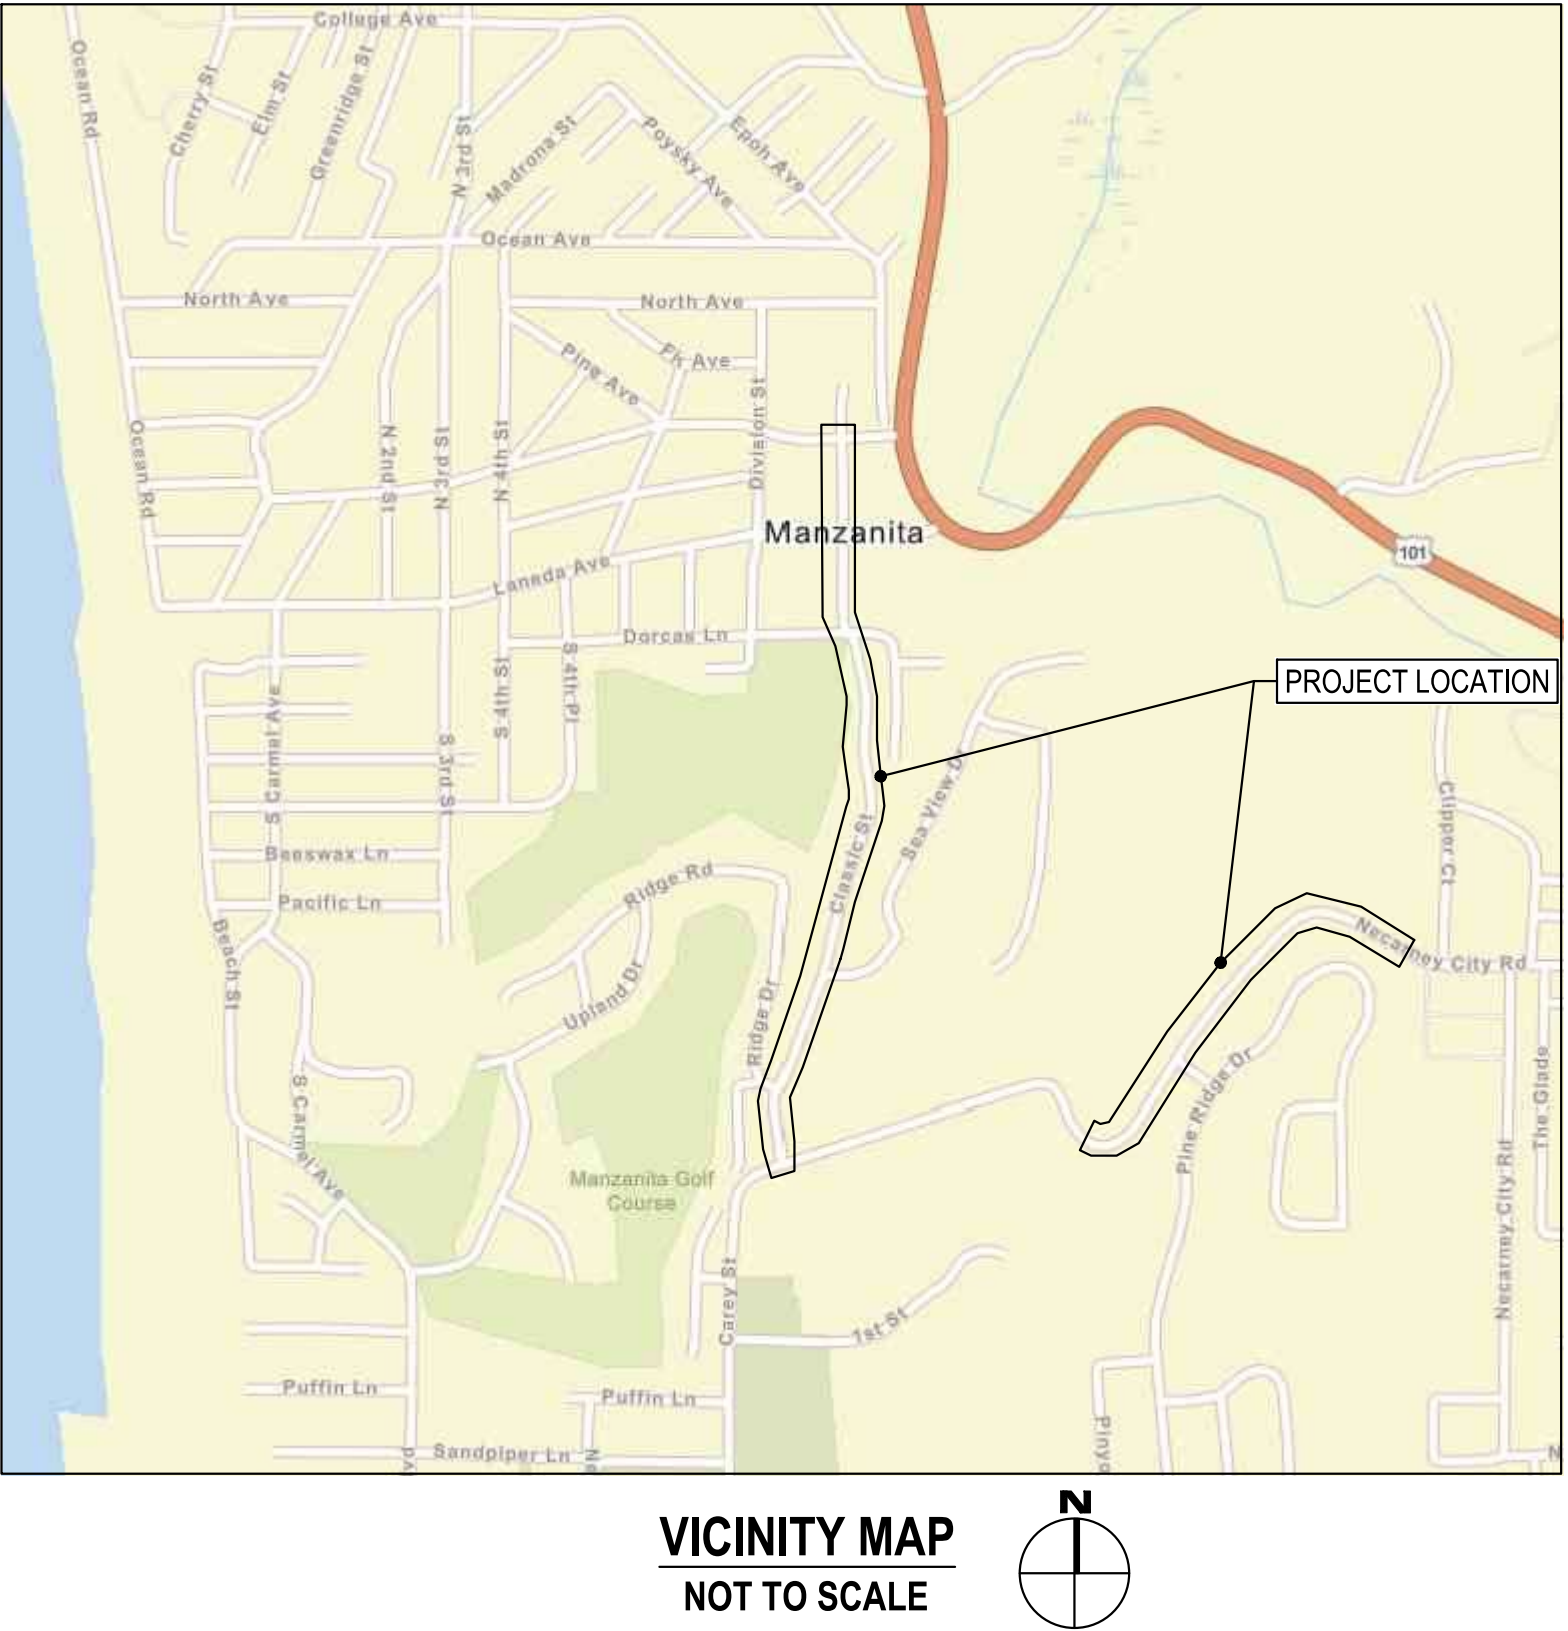 College Ave
Ocean Rd
Cherry St
Elm St
Greenridge St
N 3rd St
Madrona St
Poysky Ave
Epoh Ave
Ocean Ave
North Ave
North Ave
Pine Ave
Fir Ave
Division St
Ocean Rd
N 2nd St
N 3rd St
N 4th St
Manzanita
101
Laneda Ave
Dorcas Ln
S 4th St
S 4th Pl
PROJECT LOCATION
S Carmel Ave
S 3rd St
Sea View Dr
Clipper Ct
Beeswax Ln
Classic St
Ridge Rd
Pacific Ln
Beach St
Necarney City Rd
Upland Dr
Ridge Dr
Pine Ridge Dr
The Glade
S Carmel Ave
Manzanita Golf
Course
Necarney City Rd
Carey St
1st St
Puffin Ln
Puffin Ln
Sandpiper Ln
Ne
Pinyo
N
VICINITY MAP
NOT TO SCALE
N